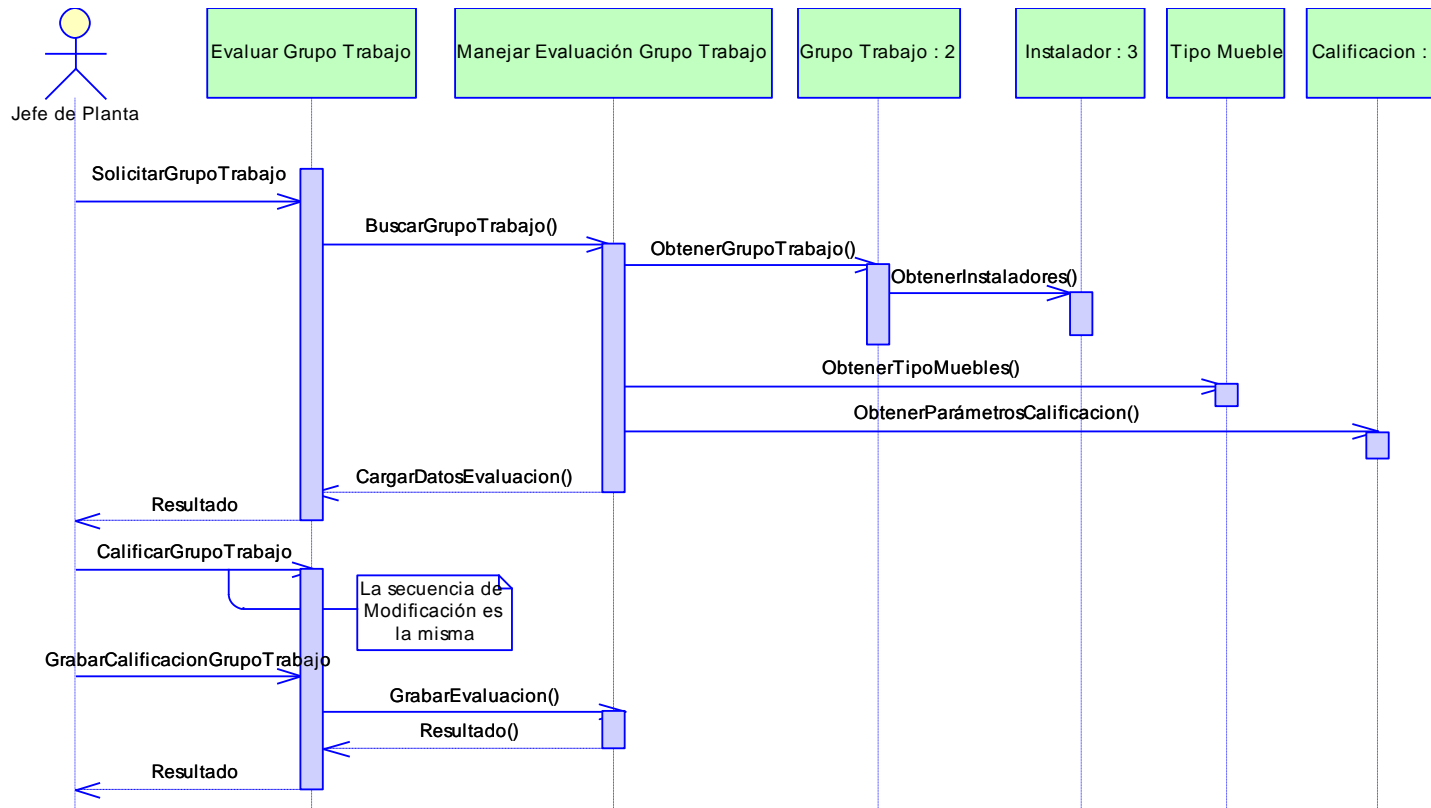 Evaluar Grupo Trabajo
Manejar Evaluación Grupo Trabajo
Grupo Trabajo : 2
Instalador : 3
Tipo Mueble
Calificacion :
Jefe de Planta
SolicitarGrupoTrabajo
BuscarGrupoTrabajo()
ObtenerGrupoTrabajo()
ObtenerInstaladores()
ObtenerTipoMuebles()
ObtenerParámetrosCalificacion()
CargarDatosEvaluacion()
Resultado
CalificarGrupoTrabajo
La secuencia de
Modificación es
la misma
GrabarCalificacionGrupoTrabajo
GrabarEvaluacion()
Resultado()
Resultado